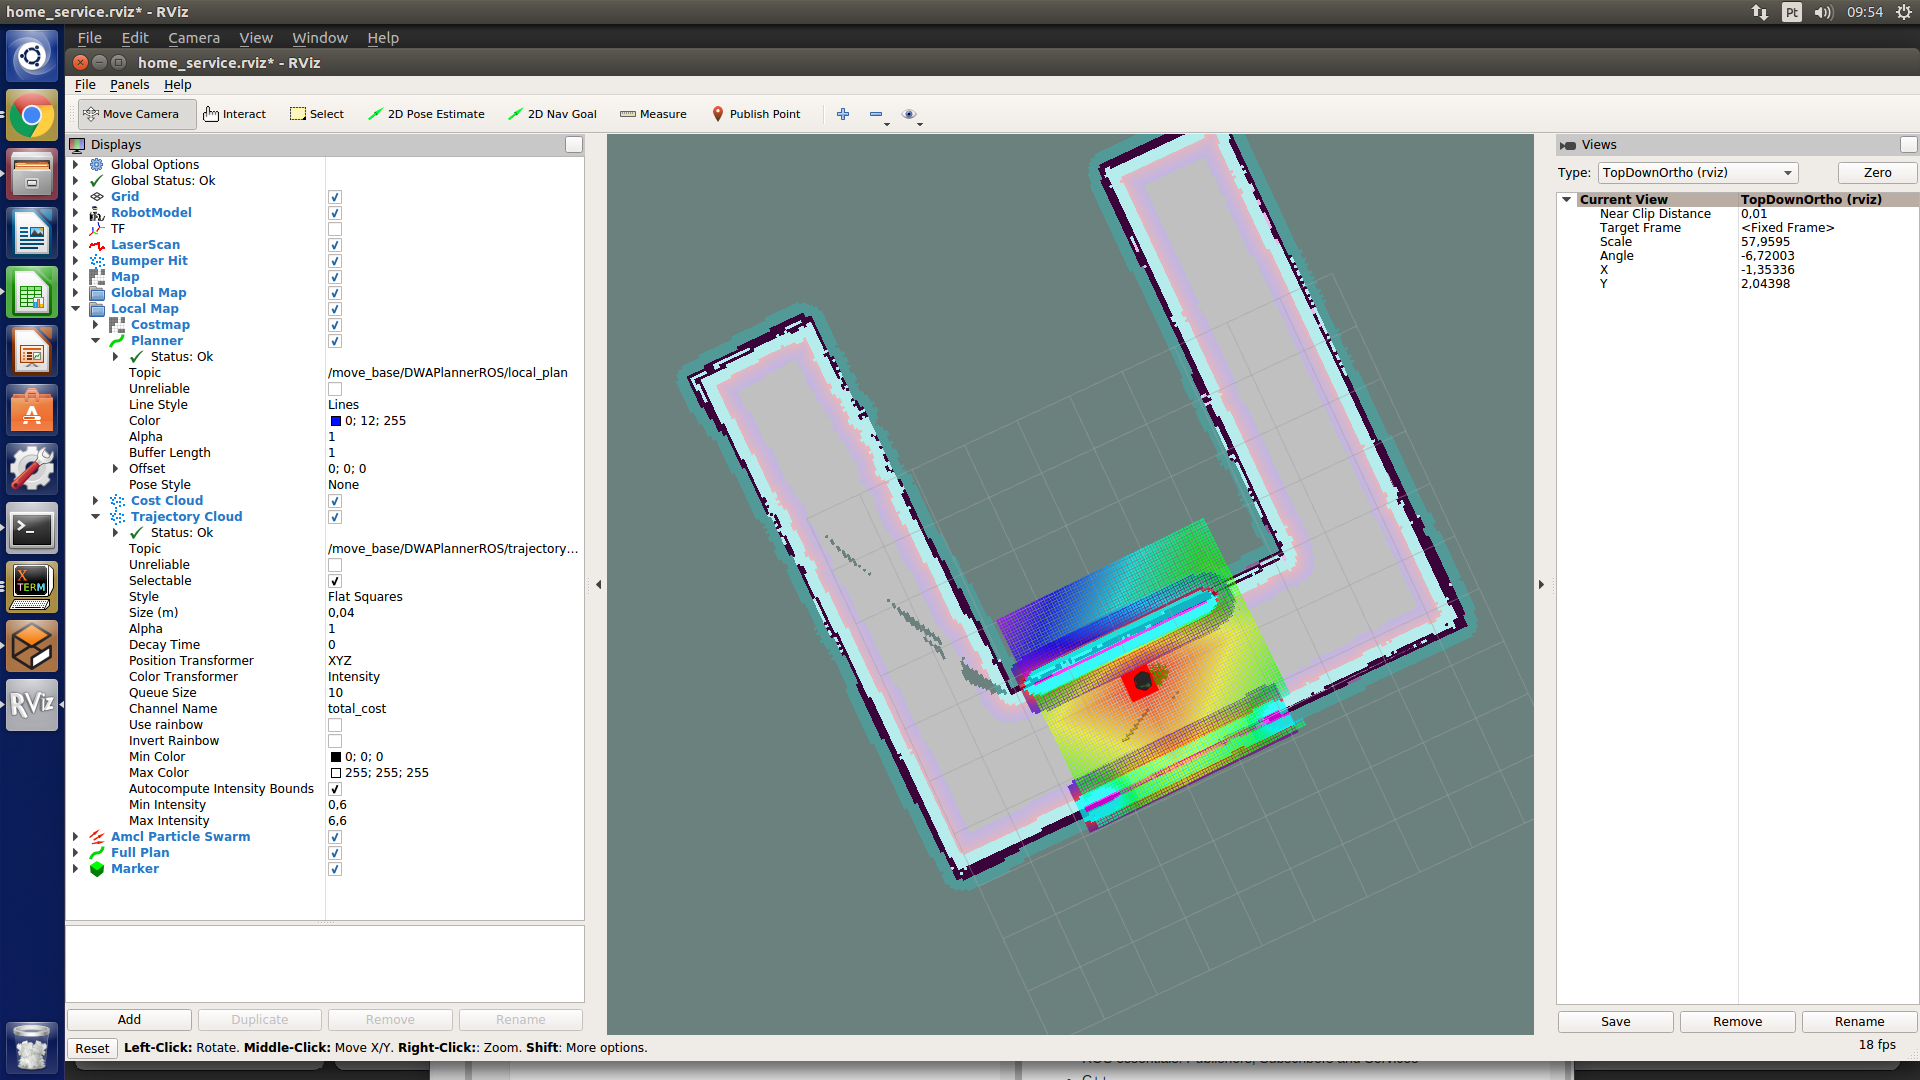 home_service.rviz* - RViz
Pt
09:54
File Edit Camera View Window Help
home_service.rviz* - RViz
File Panels Help
Move Camera Interact Select 2D Pose Estimate 2D Nav Goal Measure Publish Point
Displays
Global Options
Global Status: Ok
Grid
RobotModel
TF
LaserScan
Bumper Hit
Map
Global Map
Local Map
Costmap
Planner
Status: Ok
Topic /move_base/DWAPlannerROS/local_plan
Unreliable
Line Style Lines
Color 0; 12; 255
Alpha 1
Buffer Length 1
Offset 0; 0; 0
Pose Style None
Cost Cloud
Trajectory Cloud
Status: Ok
Topic /move_base/DWAPlannerROS/trajectory...
Unreliable
Selectable
Style Flat Squares
Size (m) 0,04
Alpha 1
Decay Time 0
Position Transformer XYZ
Color Transformer Intensity
Queue Size 10
Channel Name total_cost
Use rainbow
Invert Rainbow
Min Color 0; 0; 0
Max Color 255; 255; 255
Autocompute Intensity Bounds
Min Intensity 0,6
Max Intensity 6,6
Amcl Particle Swarm
Full Plan
Marker
Add Duplicate Remove Rename
Reset Left-Click: Rotate. Middle-Click: Move X/Y. Right-Click:: Zoom. Shift: More options.
Views
Type: TopDownOrtho (rviz) Zero
Current View TopDownOrtho (rviz)
Near Clip Distance 0,01
Target Frame <Fixed Frame>
Scale 57,9595
Angle -6,72003
X -1,35336
Y 2,04398
Save Remove Rename
18 fps
X
TERM
RViz